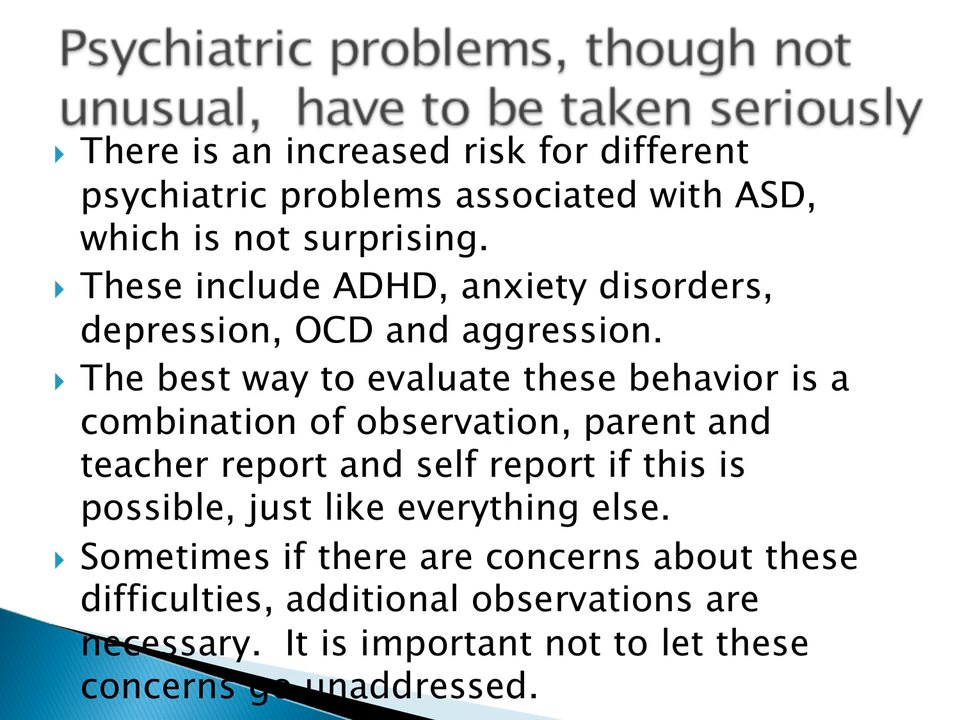 Psychiatric problems, though not
unusual,  have to be taken seriously
There is an increased risk for different
psychiatric problems associated with ASD,
which is not surprising.
These include ADHD, anxiety disorders,
depression, OCD and aggression.
The best way to evaluate these behavior is a
combination of observation, parent and
teacher report and self report if this is
possible, just like everything else.
Sometimes if there are concerns about these
difficulties, additional observations are
necessary.  It is important not to let these
concerns go unaddressed.